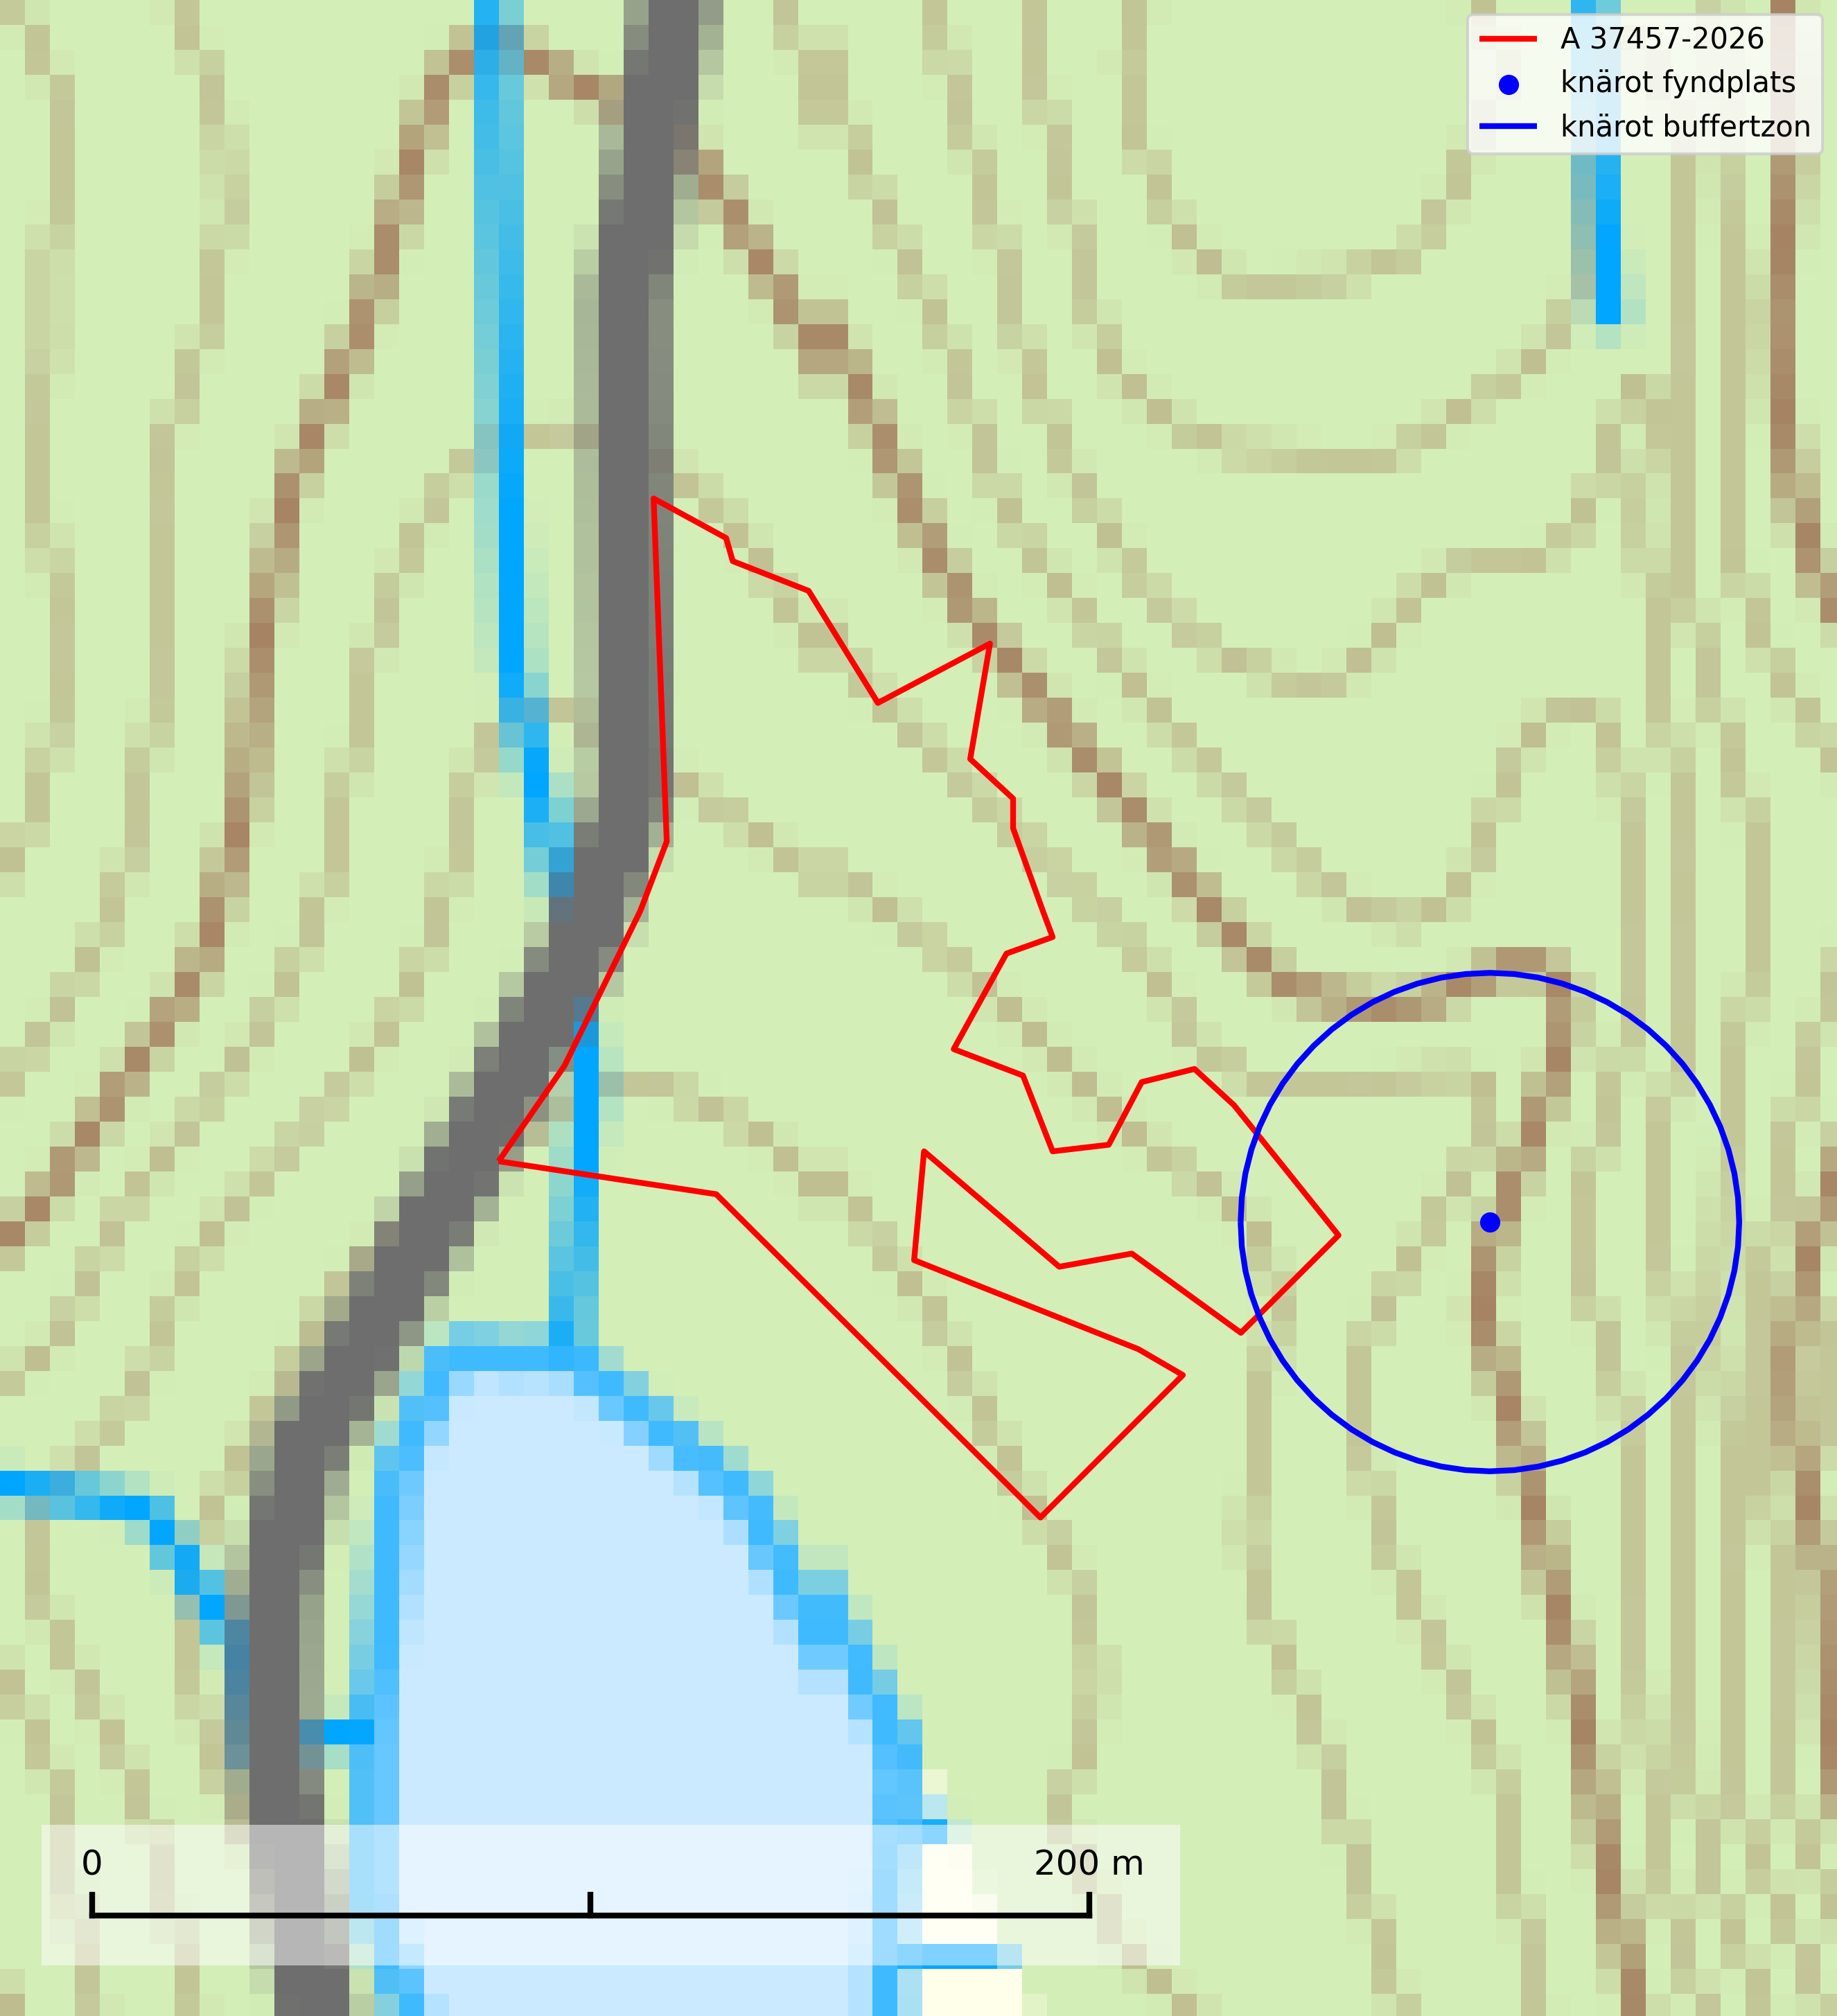 A 37457-2026
knärot fyndplats
knärot buffertzon
0
200 m